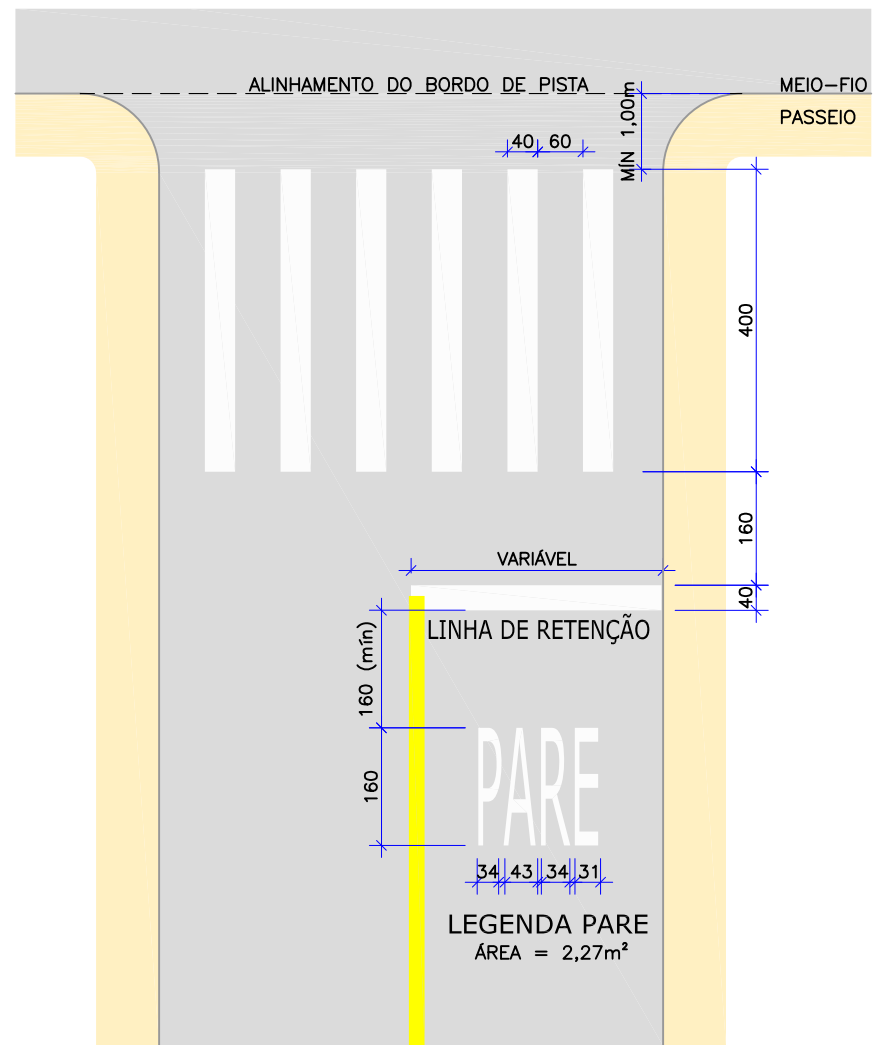 ALINHAMENTO DO BORDO DE PISTA
MEIO-FIO
PASSEIO
MÍN 1,00m
40 60
400
160
VARIÁVEL
40
LINHA DE RETENÇÃO
160 (mín)
PARE
160
34 43 34 31
LEGENDA PARE
ÁREA = 2,27m²